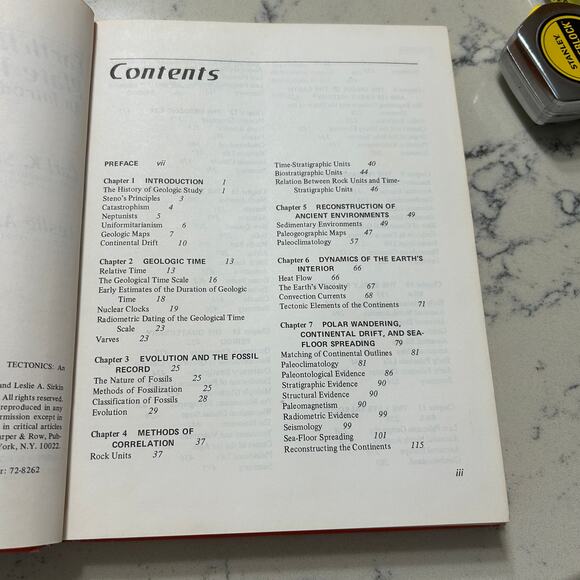 Contents
PREFACE vii
Chapter 1 INTRODUCTION 1
The History of Geologic Study 1
Steno's Principles 3
Catastrophism 4
Neptunists 5
Uniformitarianism 6
Geologic Maps 7
Continental Drift 10
Chapter 2 GEOLOGIC TIME 13
Relative Time 13
The Geological Time Scale 16
Early Estimates of the Duration of Geologic
Time 18
Nuclear Clocks 19
Radiometric Dating of the Geological Time
Scale 23
Varves 23
Chapter 3 EVOLUTION AND THE FOSSIL
RECORD 25
The Nature of Fossils 25
Methods of Fossilization 25
Classification of Fossils 28
Evolution 29
Chapter 4 METHODS OF
CORRELATION 37
Rock Units 37
Time-Stratigraphic Units 40
Biostratigraphic Units 44
Relation Between Rock Units and Time-
Stratigraphic Units 46
Chapter 5 RECONSTRUCTION OF
ANCIENT ENVIRONMENTS 49
Sedimentary Environments 49
Paleogeographic Maps 47
Paleoclimatology 57
Chapter 6 DYNAMICS OF THE EARTH'S
INTERIOR 66
Heat Flow 66
The Earth's Viscosity 67
Convection Currents 68
Tectonic Elements of the Continents 71
Chapter 7 POLAR WANDERING,
CONTINENTAL DRIFT, AND SEA-
FLOOR SPREADING 79
Matching of Continental Outlines 81
Paleoclimatology 81
Paleontological Evidence 86
Stratigraphic Evidence 90
Structural Evidence 90
Paleomagnetism 90
Radiometric Evidence 99
Seismology 99
Sea-Floor Spreading 101
Reconstructing the Continents 115
iii
TECTONICS: An
and Leslie A. Sirkin
All rights reserved.
reproduced in any
ermission except in
in critical articles
arper & Row, Pub-
York, N.Y. 10022.
r: 72-8262
STANLEY